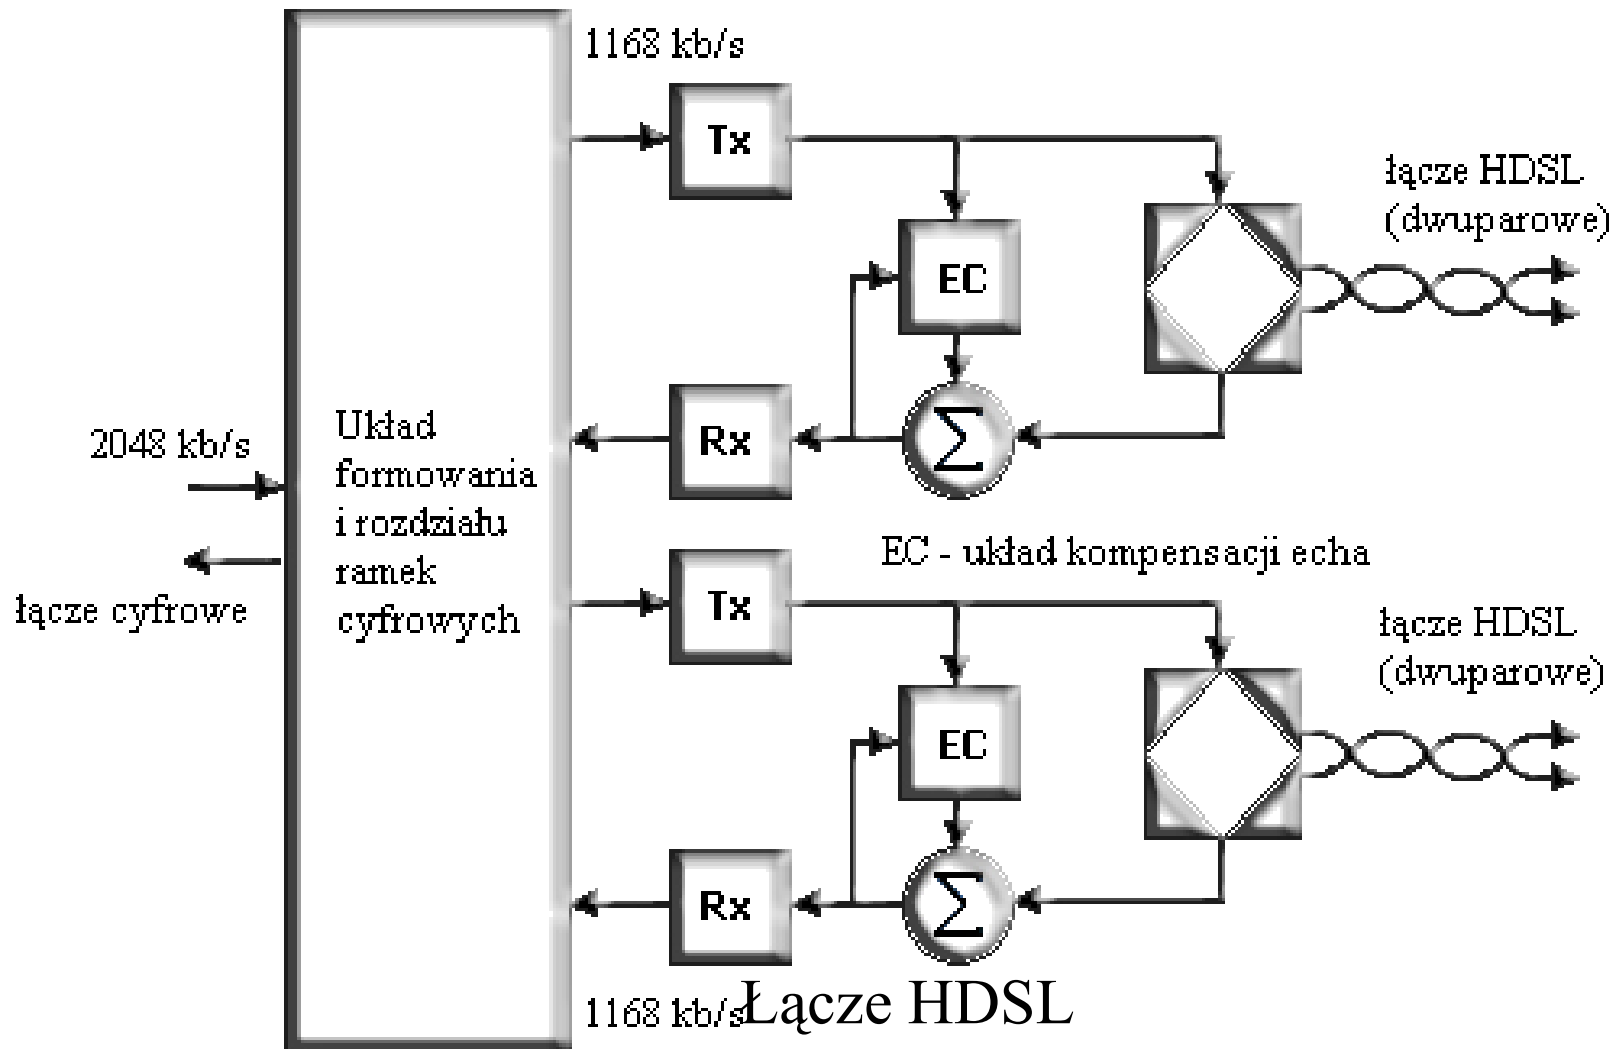 1168 kb/s
Tx
łącze HDSL
(dwuparowe)
EC
2048 kb/s
Układ
formowania
i rozdziału
ramek
cyfrowych
Rx
Σ
łącze cyfrowe
EC - układ kompensacji echa
Tx
łącze HDSL
(dwuparowe)
EC
Rx
Σ
1168 kb/s
Łącze HDSL